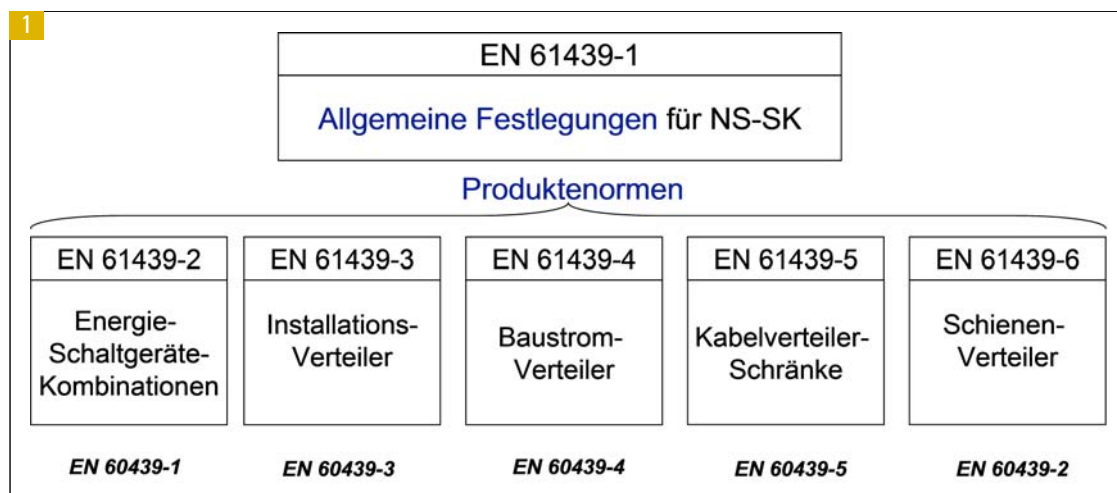 1
EN 61439-1
Allgemeine Festlegungen für NS-SK
Produktenormen
EN 61439-2
Energie-
Schaltgeräte-
Kombinationen
EN 60439-1
EN 61439-3
Installations-
Verteiler
EN 60439-3
EN 61439-4
Baustrom-
Verteiler
EN 60439-4
EN 61439-5
Kabelverteiler-
Schränke
EN 60439-5
EN 61439-6
Schienen-
Verteiler
EN 60439-2